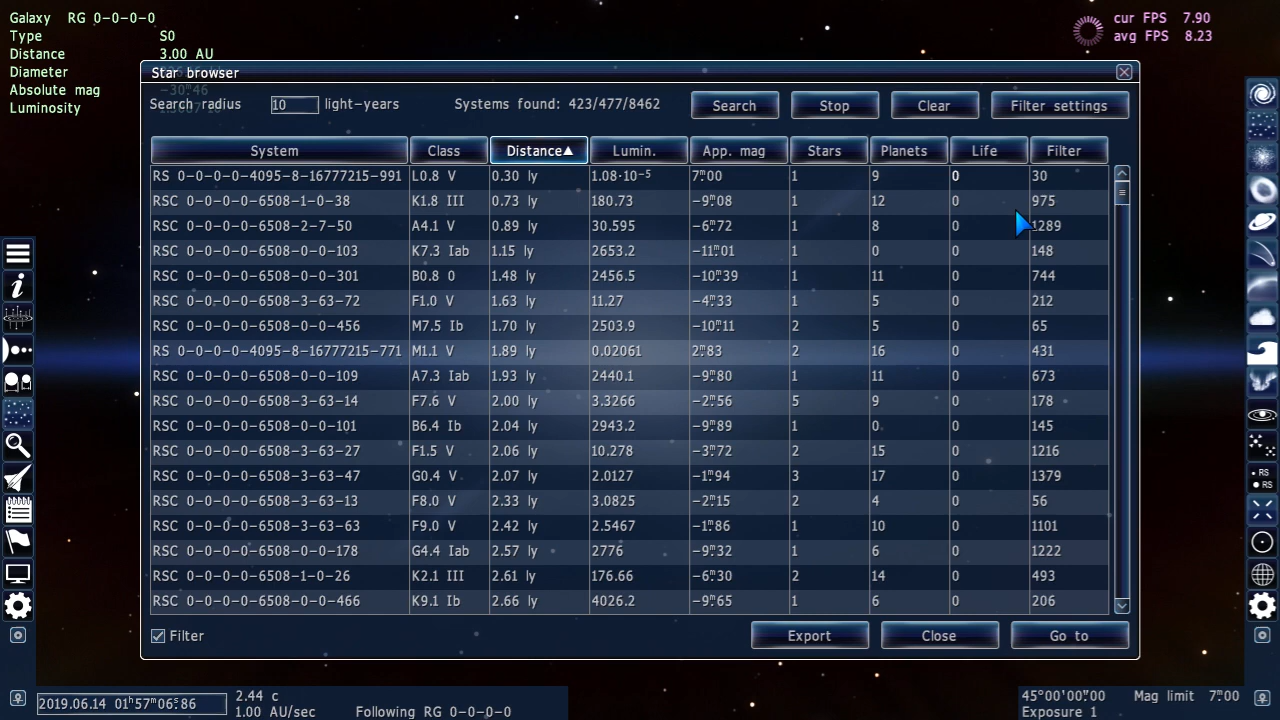 Galaxy RG 0-0-0-0
Type S0
Distance 3.00 AU
Diameter
Absolute mag -30ᵐ46
Luminosity
cur FPS 7.90
avg FPS 8.23
Star browser
Search radius 10 light-years Systems found: 423/477/8462 Search Stop Clear Filter settings
System Class Distance▲ Lumin. App. mag Stars Planets Life Filter
RS 0-0-0-0-4095-8-16777215-991 L0.8 V 0.30 ly 1.08·10⁻⁵ 7ᵐ00 1 9 0 30
RSC 0-0-0-0-6508-1-0-38 K1.8 III 0.73 ly 180.73 -9ᵐ08 1 12 0 975
RSC 0-0-0-0-6508-2-7-50 A4.1 V 0.89 ly 30.595 -6ᵐ72 1 8 0 1289
RSC 0-0-0-0-6508-0-0-103 K7.3 Iab 1.15 ly 2653.2 -11ᵐ01 1 0 0 148
RSC 0-0-0-0-6508-0-0-301 B0.8 0 1.48 ly 2456.5 -10ᵐ39 1 11 0 744
RSC 0-0-0-0-6508-3-63-72 F1.0 V 1.63 ly 11.27 -4ᵐ33 1 5 0 212
RSC 0-0-0-0-6508-0-0-456 M7.5 Ib 1.70 ly 2503.9 -10ᵐ11 2 5 0 65
RS 0-0-0-0-4095-8-16777215-771 M1.1 V 1.89 ly 0.02061 2ᵐ83 2 16 0 431
RSC 0-0-0-0-6508-0-0-109 A7.3 Iab 1.93 ly 2440.1 -9ᵐ80 1 11 0 673
RSC 0-0-0-0-6508-3-63-14 F7.6 V 2.00 ly 3.3266 -2ᵐ56 5 9 0 178
RSC 0-0-0-0-6508-0-0-101 B6.4 Ib 2.04 ly 2943.2 -9ᵐ89 1 0 0 145
RSC 0-0-0-0-6508-3-63-27 F1.5 V 2.06 ly 10.278 -3ᵐ72 2 15 0 1216
RSC 0-0-0-0-6508-3-63-47 G0.4 V 2.07 ly 2.0127 -1ᵐ94 3 17 0 1379
RSC 0-0-0-0-6508-3-63-13 F8.0 V 2.33 ly 3.0825 -2ᵐ15 2 4 0 56
RSC 0-0-0-0-6508-3-63-63 F9.0 V 2.42 ly 2.5467 -1ᵐ86 1 10 0 1101
RSC 0-0-0-0-6508-0-0-178 G4.4 Iab 2.57 ly 2776 -9ᵐ32 1 6 0 1222
RSC 0-0-0-0-6508-1-0-26 K2.1 III 2.61 ly 176.66 -6ᵐ30 2 14 0 493
RSC 0-0-0-0-6508-0-0-466 K9.1 Ib 2.66 ly 4026.2 -9ᵐ65 1 6 0 206
Filter Export Close Go to
RS
RS
2019.06.14 01ʰ57ᵐ06ˢ86
2.44 c
1.00 AU/sec Following RG 0-0-0-0
45°00'00"00 Mag limit 7ᵐ00
Exposure 1